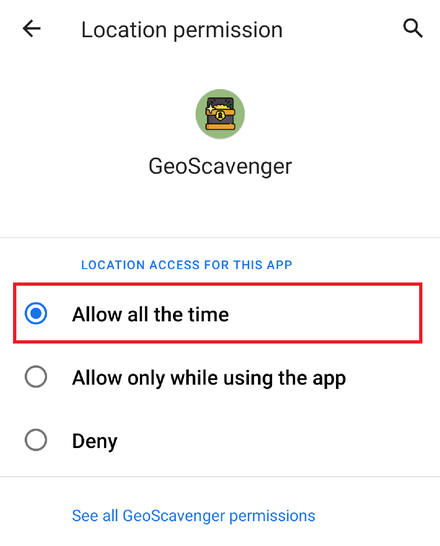 Location permission
GeoScavenger
LOCATION ACCESS FOR THIS APP
Allow all the time
Allow only while using the app
Deny
See all GeoScavenger permissions